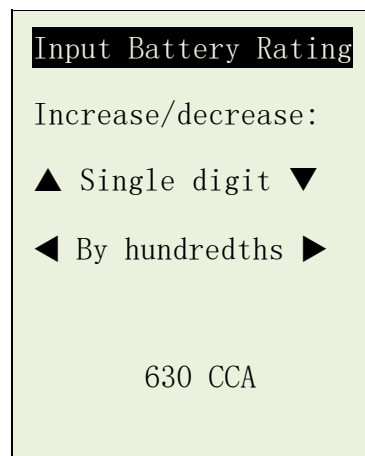 Input Battery Rating
Increase/decrease:
▲ Single digit ▼
◀ By hundredths ▶
630 CCA